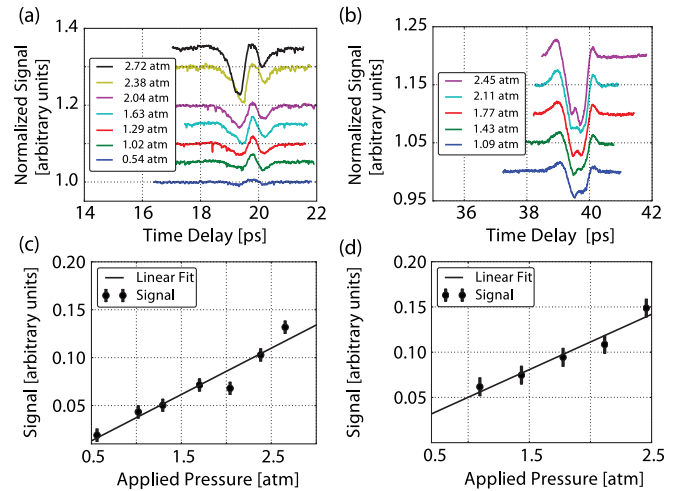 (a)
Normalized Signal
[arbitrary units]
1.4
1.2
1.0
2.72 atm
2.38 atm
2.04 atm
1.63 atm
1.29 atm
1.02 atm
0.54 atm
14 16 18 20 22
Time Delay [ps]
(b)
Normalized Signal
[arbitrary units]
1.25
1.15
1.05
0.95
2.45 atm
2.11 atm
1.77 atm
1.43 atm
1.09 atm
36 38 40 42
Time Delay [ps]
(c)
Signal [arbitrary units]
0.20
0.15
0.10
0.05
Linear Fit
Signal
0.5 1.5 2.5
Applied Pressure [atm]
(d)
Signal [arbitrary units]
0.20
0.15
0.10
0.05
Linear Fit
Signal
0.5 1.5 2.5
Applied Pressure [atm]